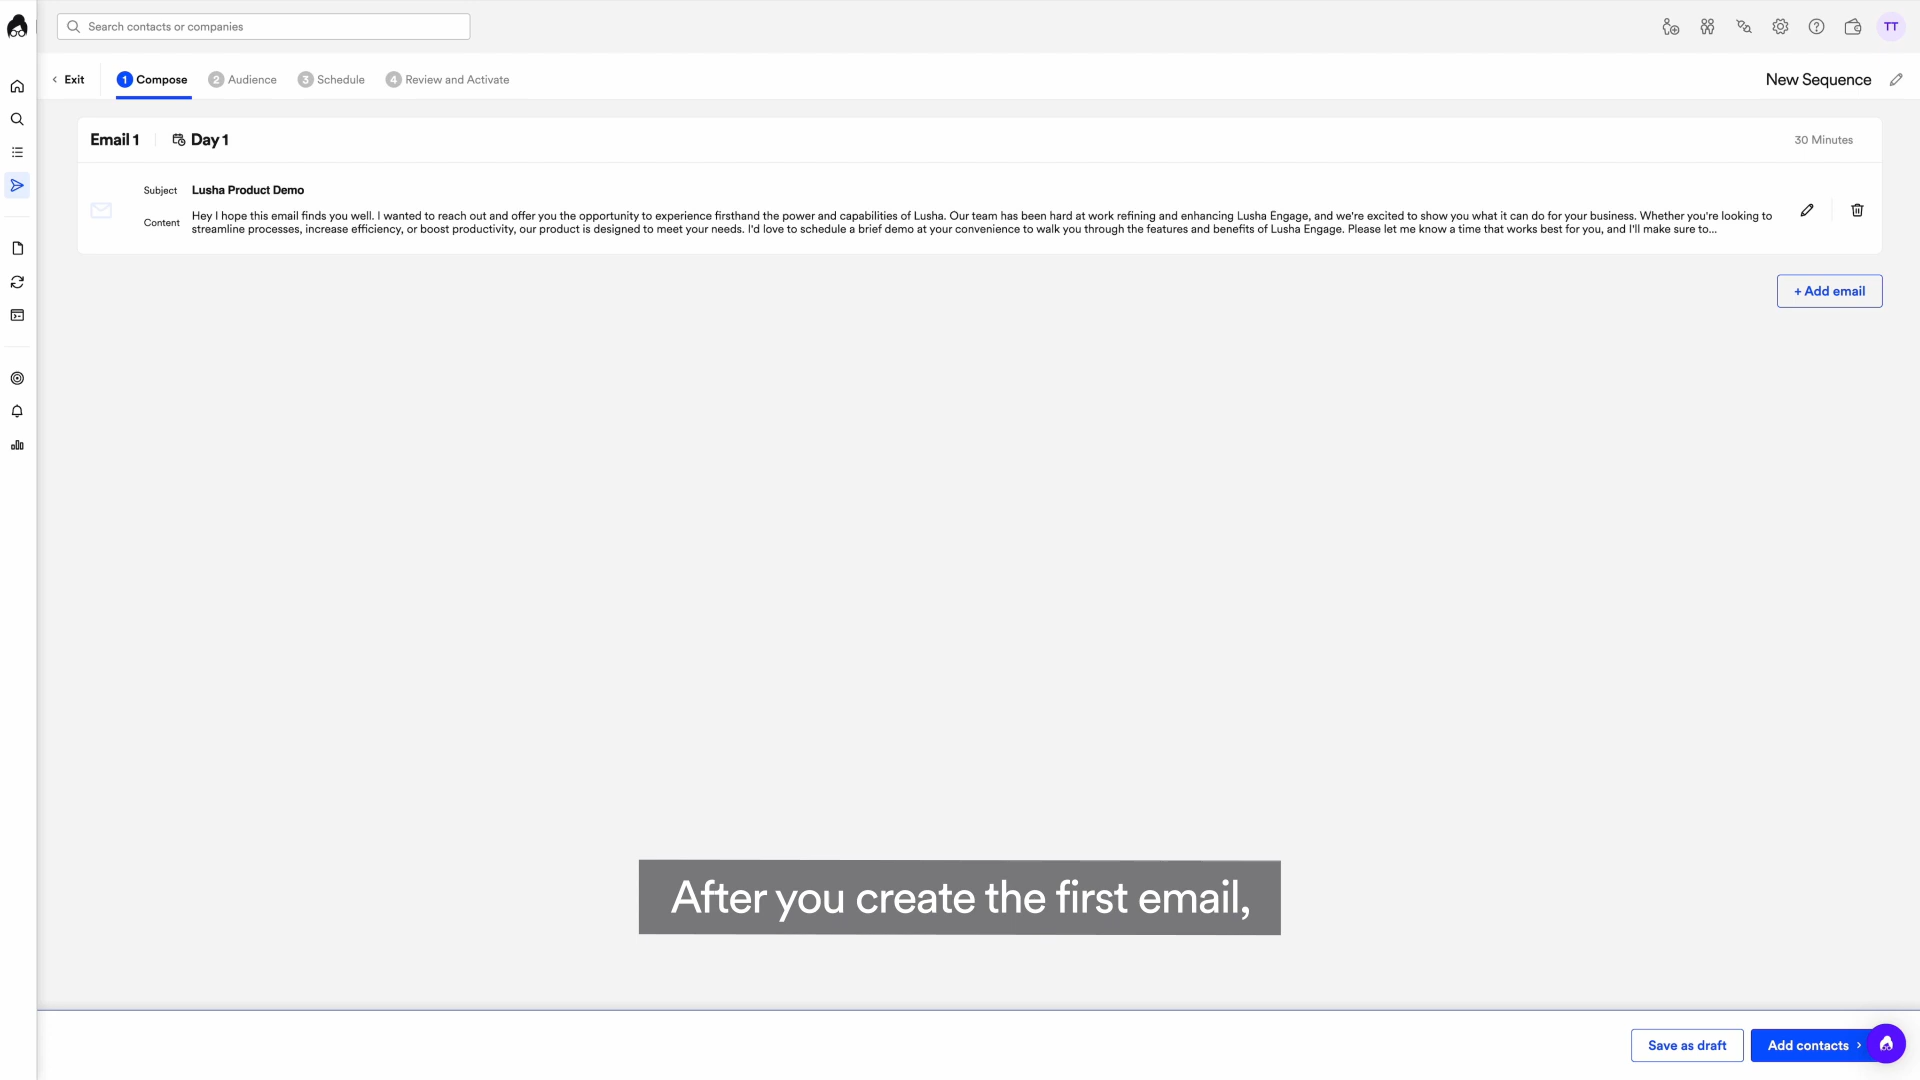 Search contacts or companies
TT
Exit
1 Compose
2 Audience
3 Schedule
4 Review and Activate
New Sequence
Email 1
Day 1
30 Minutes
Subject
Lusha Product Demo
Content
Hey I hope this email finds you well. I wanted to reach out and offer you the opportunity to experience firsthand the power and capabilities of Lusha. Our team has been hard at work refining and enhancing Lusha Engage, and we're excited to show you what it can do for your business. Whether you're looking to
streamline processes, increase efficiency, or boost productivity, our product is designed to meet your needs. I'd love to schedule a brief demo at your convenience to walk you through the features and benefits of Lusha Engage. Please let me know a time that works best for you, and I'll make sure to...
+ Add email
After you create the first email,
Save as draft
Add contacts